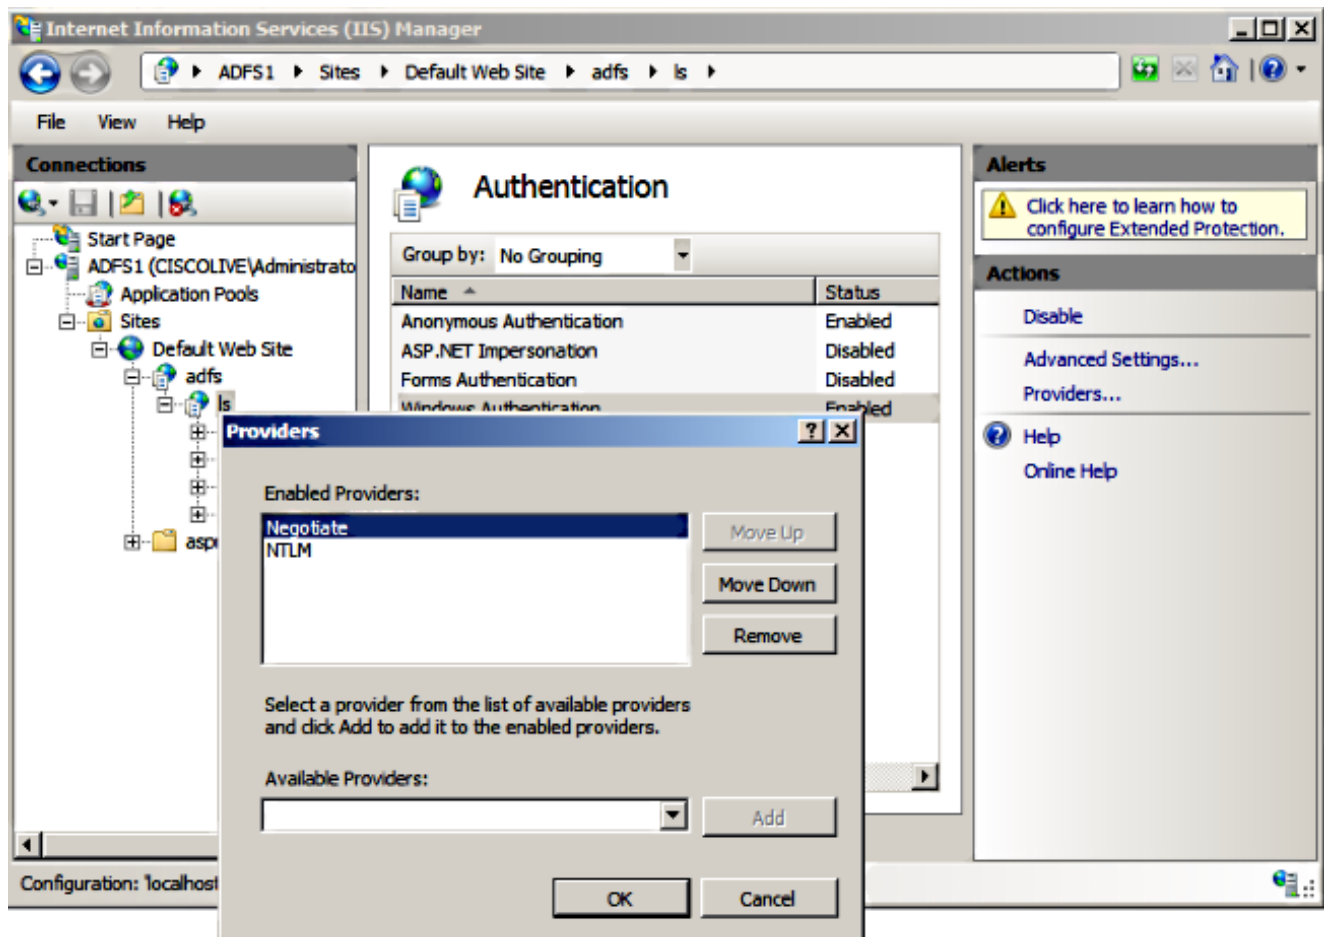 Internet Information Services (IIS) Manager
ADFS1 Sites Default Web Site adfs ls
File View Help
Connections
Start Page
ADFS1 (CISCOLIVE\Administrato
Application Pools
Sites
Default Web Site
adfs
ls
asp
Authentication
Group by: No Grouping
Name Status
Anonymous Authentication Enabled
ASP.NET Impersonation Disabled
Forms Authentication Disabled
Windows Authentication Enabled
Alerts
Click here to learn how to
configure Extended Protection.
Actions
Disable
Advanced Settings...
Providers...
Help
Online Help
Providers
Enabled Providers:
Negotiate
NTLM
Move Up
Move Down
Remove
Select a provider from the list of available providers
and click Add to add it to the enabled providers.
Available Providers:
Add
OK Cancel
Configuration: 'localhost